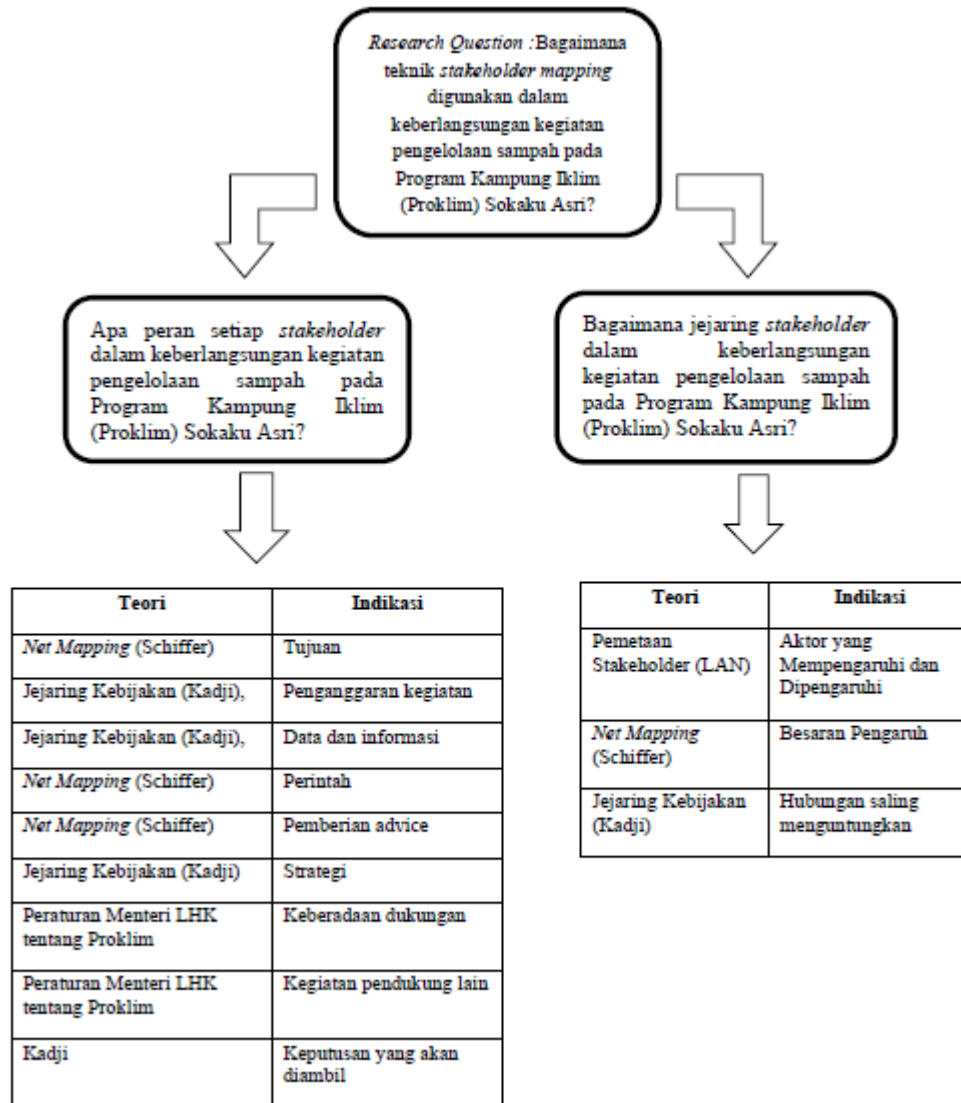 Research Question :Bagaimana
teknik stakeholder mapping
digunakan dalam
keberlangsungan kegiatan
pengelolaan sampah pada
Program Kampung Iklim
(Proklim) Sokaku Asri?
Apa peran setiap stakeholder
dalam keberlangsungan kegiatan
pengelolaan sampah pada
Program Kampung Iklim
(Proklim) Sokaku Asri?
Bagaimana jejaring stakeholder
dalam keberlangsungan
kegiatan pengelolaan sampah
pada Program Kampung Iklim
(Proklim) Sokaku Asri?
Teori Indikasi
Net Mapping (Schiffer) Tujuan
Jejaring Kebijakan (Kadji), Penganggaran kegiatan
Jejaring Kebijakan (Kadji), Data dan informasi
Net Mapping (Schiffer) Perintah
Net Mapping (Schiffer) Pemberian advice
Jejaring Kebijakan (Kadji) Strategi
Peraturan Menteri LHK Keberadaan dukungan
tentang Proklim
Peraturan Menteri LHK Kegiatan pendukung lain
tentang Proklim
Kadji Keputusan yang akan
diambil
Teori Indikasi
Pemetaan Aktor yang
Stakeholder (LAN) Mempengaruhi dan
Dipengaruhi
Net Mapping Besaran Pengaruh
(Schiffer)
Jejaring Kebijakan Hubungan saling
(Kadji) menguntungkan